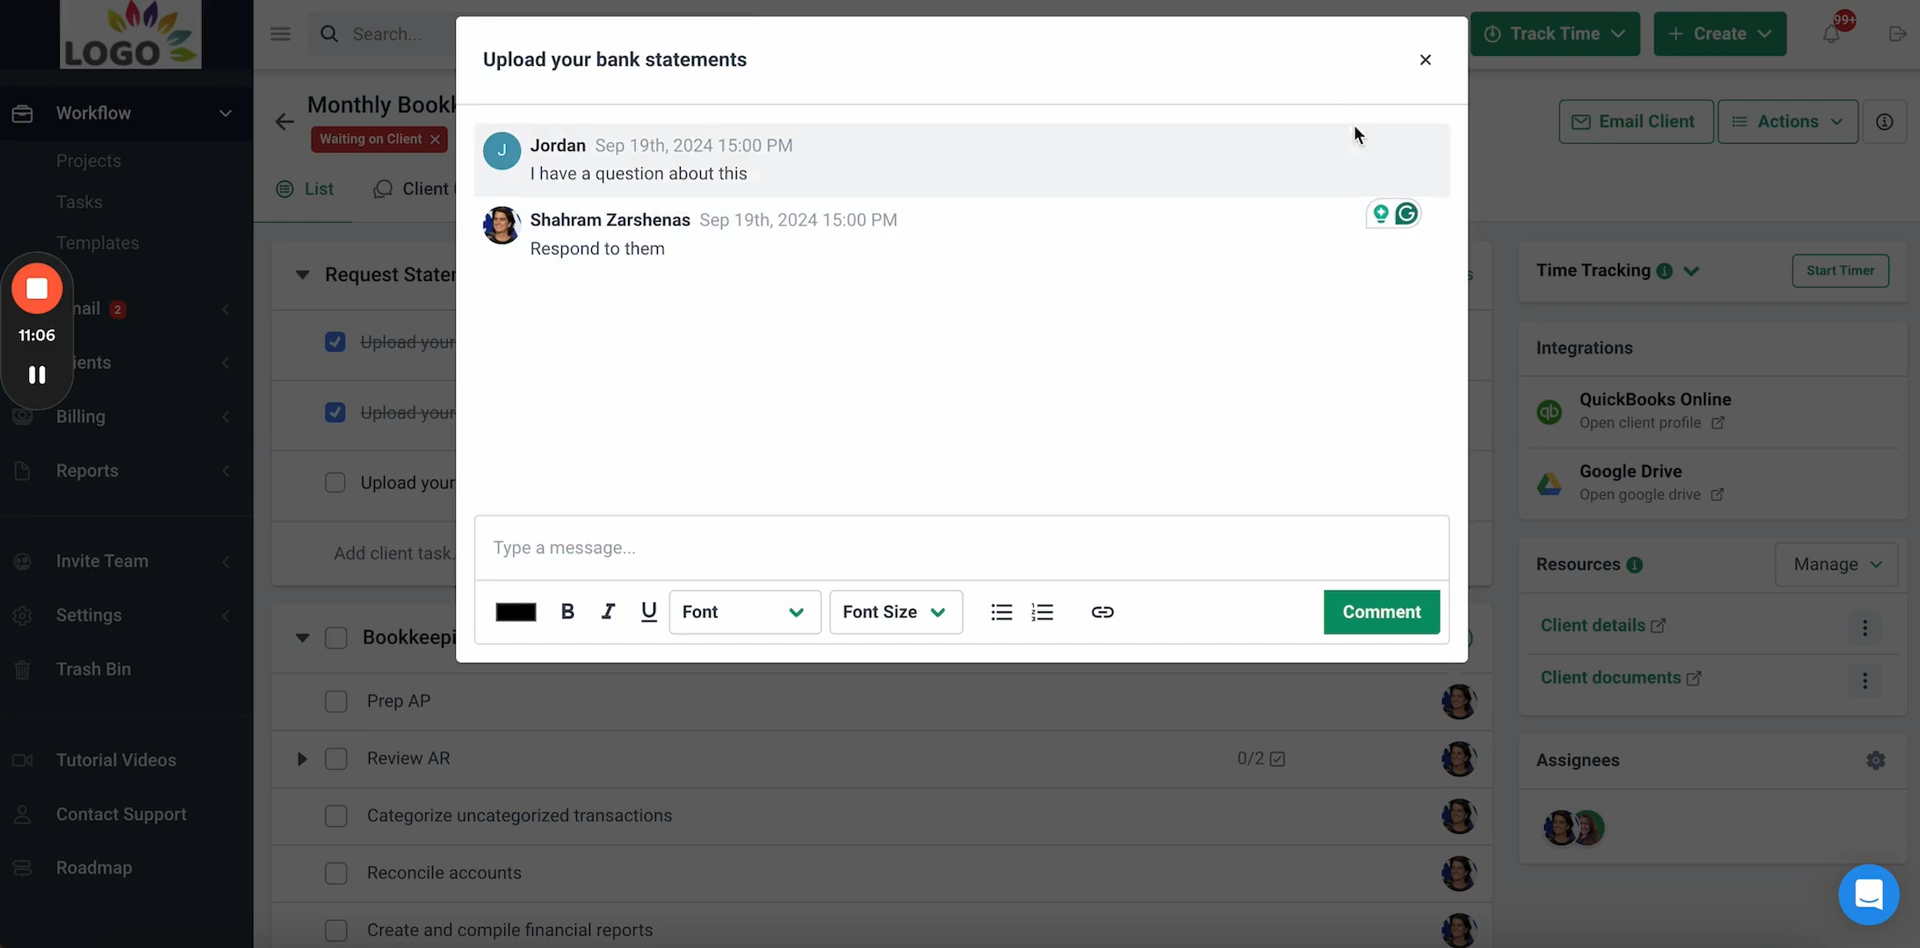 LOGO
Search...
Track Time
+ Create
99+
Upload your bank statements
Workflow
Projects
Tasks
Templates
mail 2
ients
Billing
Reports
Invite Team
Settings
Trash Bin
Tutorial Videos
Contact Support
Roadmap
11:06
Monthly Book
Waiting on Client
List
Client
Email Client
Actions
Jordan Sep 19th, 2024 15:00 PM
I have a question about this
Shahram Zarshenas Sep 19th, 2024 15:00 PM
Respond to them
Type a message...
B I U Font Font Size
Comment
Request State
Upload your
Upload your
Upload your
Add client task.
Bookkeepi
Prep AP
Review AR 0/2
Categorize uncategorized transactions
Reconcile accounts
Create and compile financial reports
Time Tracking
Start Timer
Integrations
qb
QuickBooks Online
Open client profile
Google Drive
Open google drive
Resources
Manage
Client details
Client documents
Assignees
J